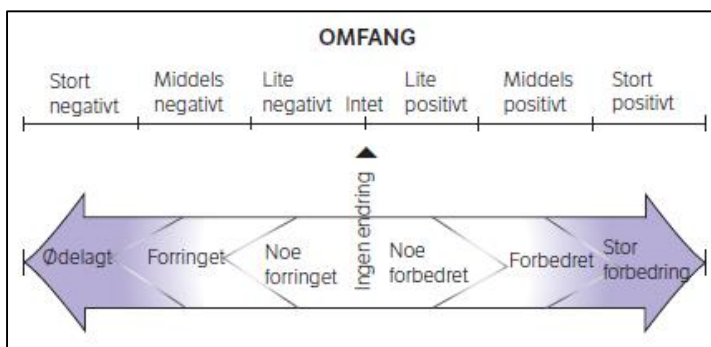 OMFANG
Stort Middels Lite Lite Middels Stort
negativt negativt negativt Intet positivt positivt positivt
Ingen endring
Ødelagt Forringet Noe Noe Forbedret Stor
forringet forbedret forbedring